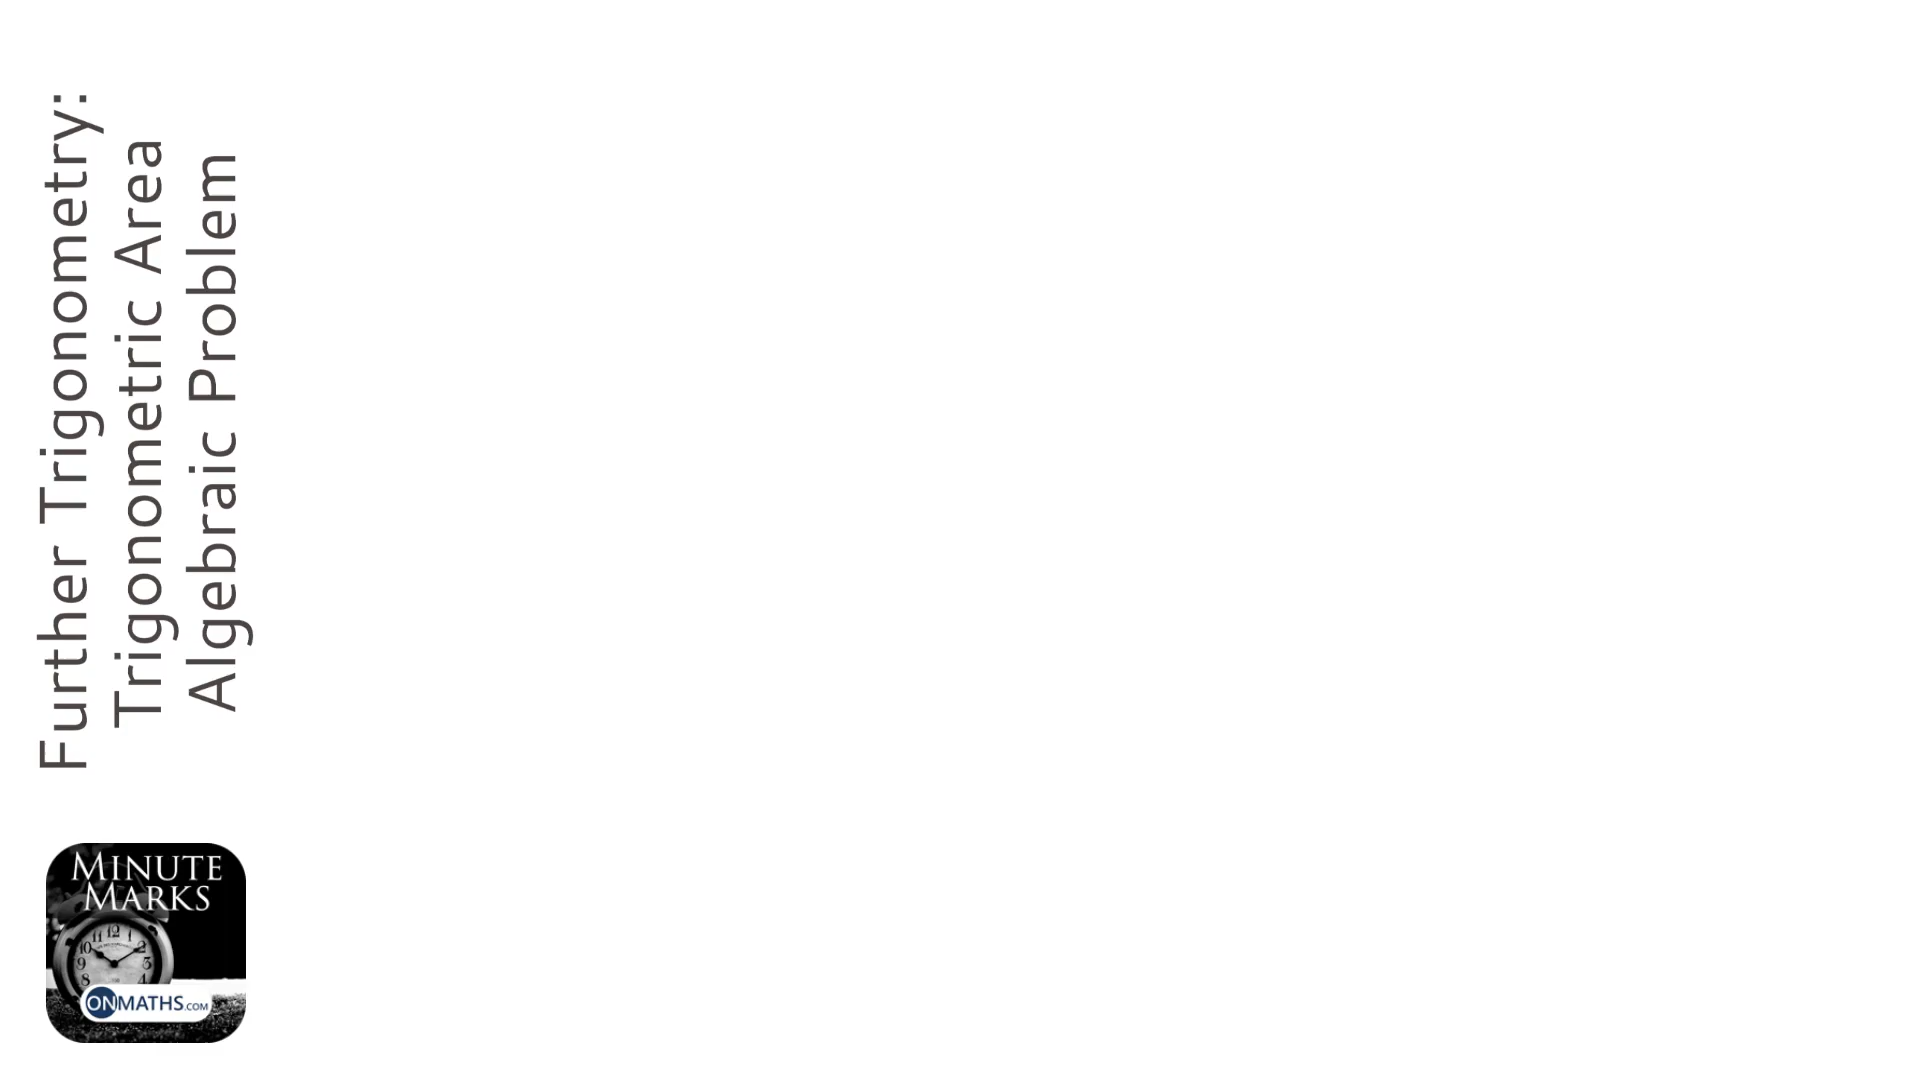 Further Trigonometry:
Trigonometric Area
Algebraic Problem
MINUTE
MARKS
ONMATHS.COM